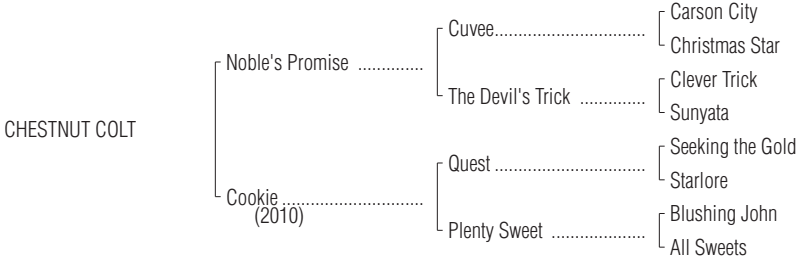 Carson City
Cuvee..................................
Christmas Star
Noble's Promise ..............
Clever Trick
The Devil's Trick ..............
Sunyata
CHESTNUT COLT
Seeking the Gold
Quest ..................................
Starlore
Cookie ..................................
(2010)
Blushing John
Plenty Sweet ....................
All Sweets